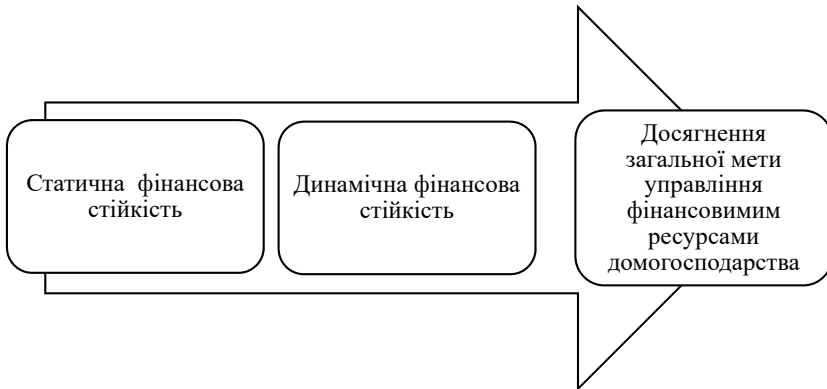 Статична фінансова
стійкість
Динамічна фінансова
стійкість
Досягнення
загальної мети
управління
фінансовимим
ресурсами
домогосподарства